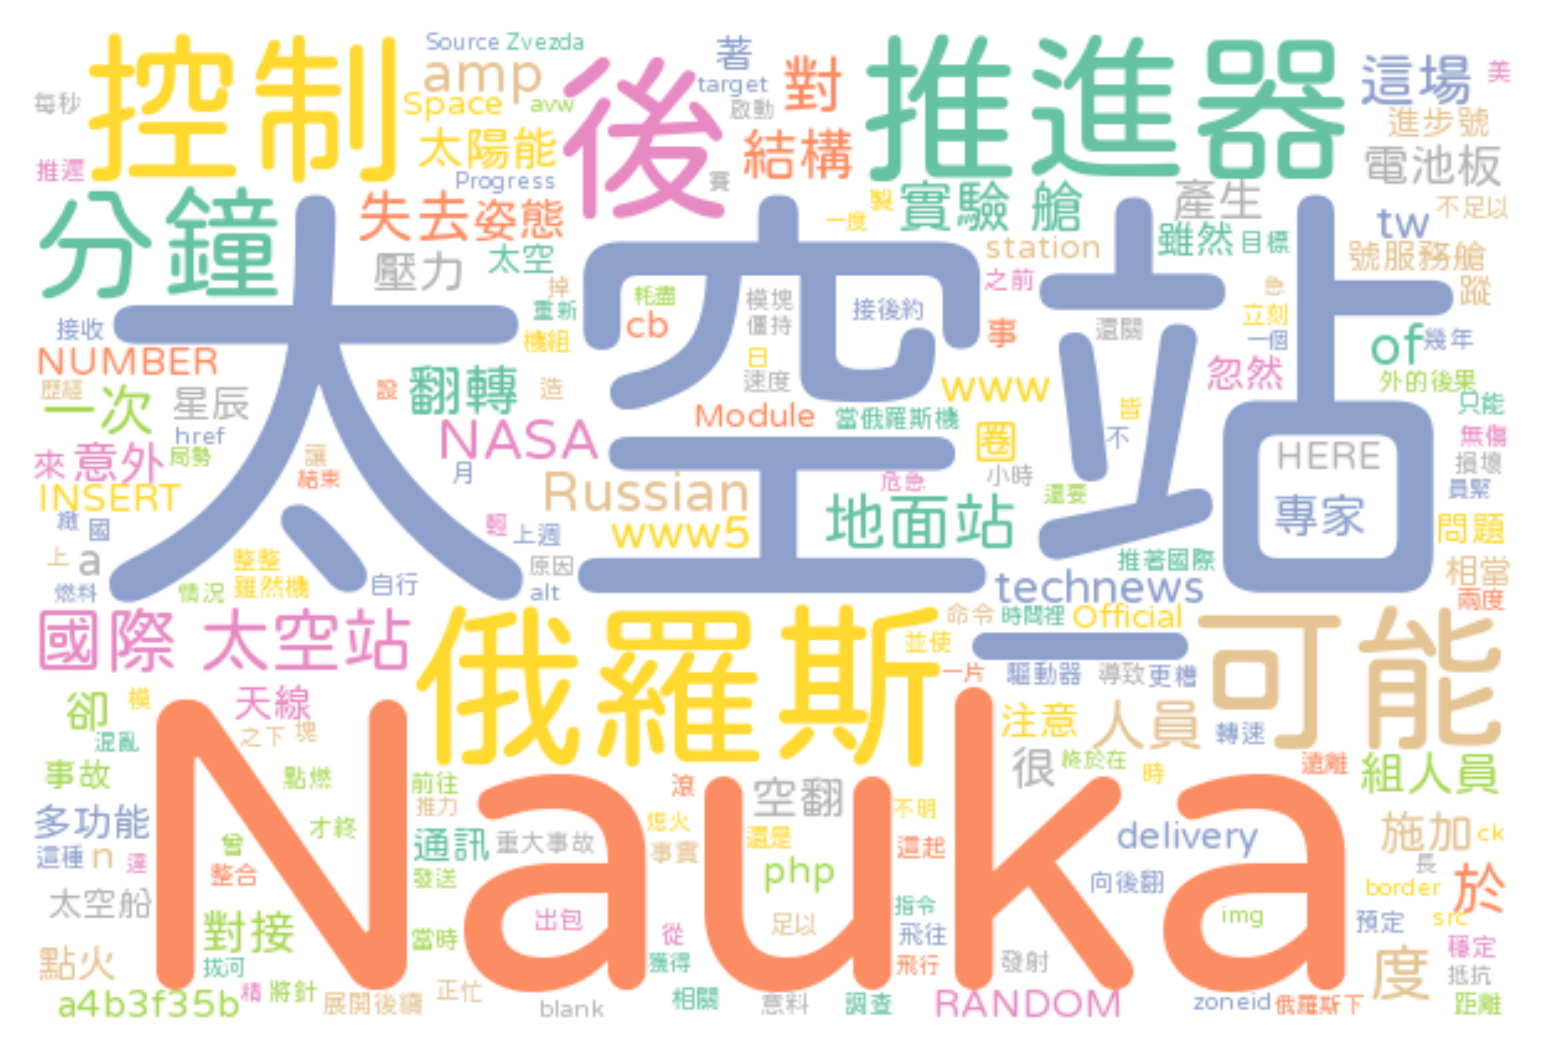 Source Zvezda
控制
後
推進器
著
amp
對
這場
美
target
每秒
Space
avw
啟動
進步號
太陽能
結構
電池板
推遲
Progress
賽
分鐘
失去
姿態
製
實驗 艙
產生
tw
不足以
一度
太空
station
雖然
目標
號服務艙
壓力
之前
掉
耗盡
模塊
急
蹤
太空站
接收
重新
cb
僵持
接後約
事
還關
立刻
of
幾年
機組
一個
NUMBER
日
忽然
外的後果
歷經
一次
星辰
設
翻轉
造
速度
www
皆
只能
Module
當俄羅斯機
href
NASA
圈
不
無傷
來
意外
局勢
讓
月
HERE
損壞
結束
小時
INSERT
Russian
危急
還要
員緊
國
輕
上週
www5
地面站
專家
問題
上
a
整整
原因
推著國際
相當
燃料
情況
雖然機
自行
alt
technews
兩度
國際 太空站
俄羅斯
命令
時間裡
Official
可能
並使
一
一片
驅動器
導致
更糟
卻
模
天線
注意
人員
轉速
混亂
之下
塊
Nauka
很
終於在
時
遠離
組人員
事故
點燃
前往
滾
空翻
推力
不明
多功能
才終
熄火
還是
delivery
施加
ck
曾
通訊
重大事故
事實
這起
這種
n
達
整合
php
長
發送
向後翻
border
於
太空船
出包
足以
指令
img
預定
src
對接
當時
從
飛往
穩定
拔河
點火
獲得
飛行
發射
度
抵抗
a4b3f35b
精
將針
展開後續
正忙
blank
相關
意料
調查
RANDOM
zoneid
俄羅斯下
距離